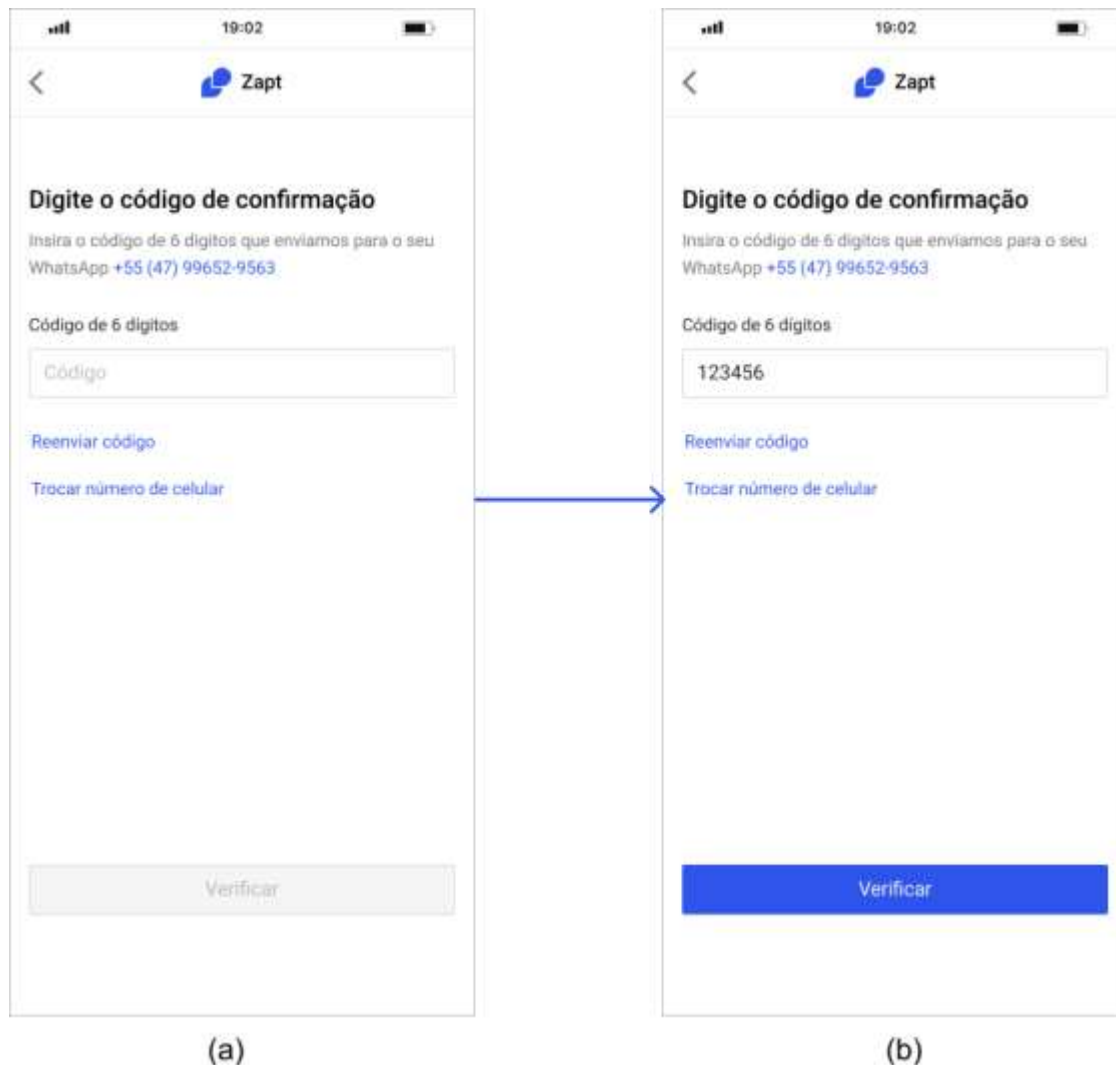 19:02
Zapt
Digite o código de confirmação
Insira o código de 6 digitos que enviamos para o seu
WhatsApp +55 (47) 99652-9563
Código de 6 digitos
Código
Reenviar código
Trocar número de celular
Verificar
(a)
19:02
Zapt
Digite o código de confirmação
Insira o código de 6 digitos que enviamos para o seu
WhatsApp +55 (47) 99652-9563
Código de 6 digitos
123456
Reenviar código
Trocar número de celular
Verificar
(b)